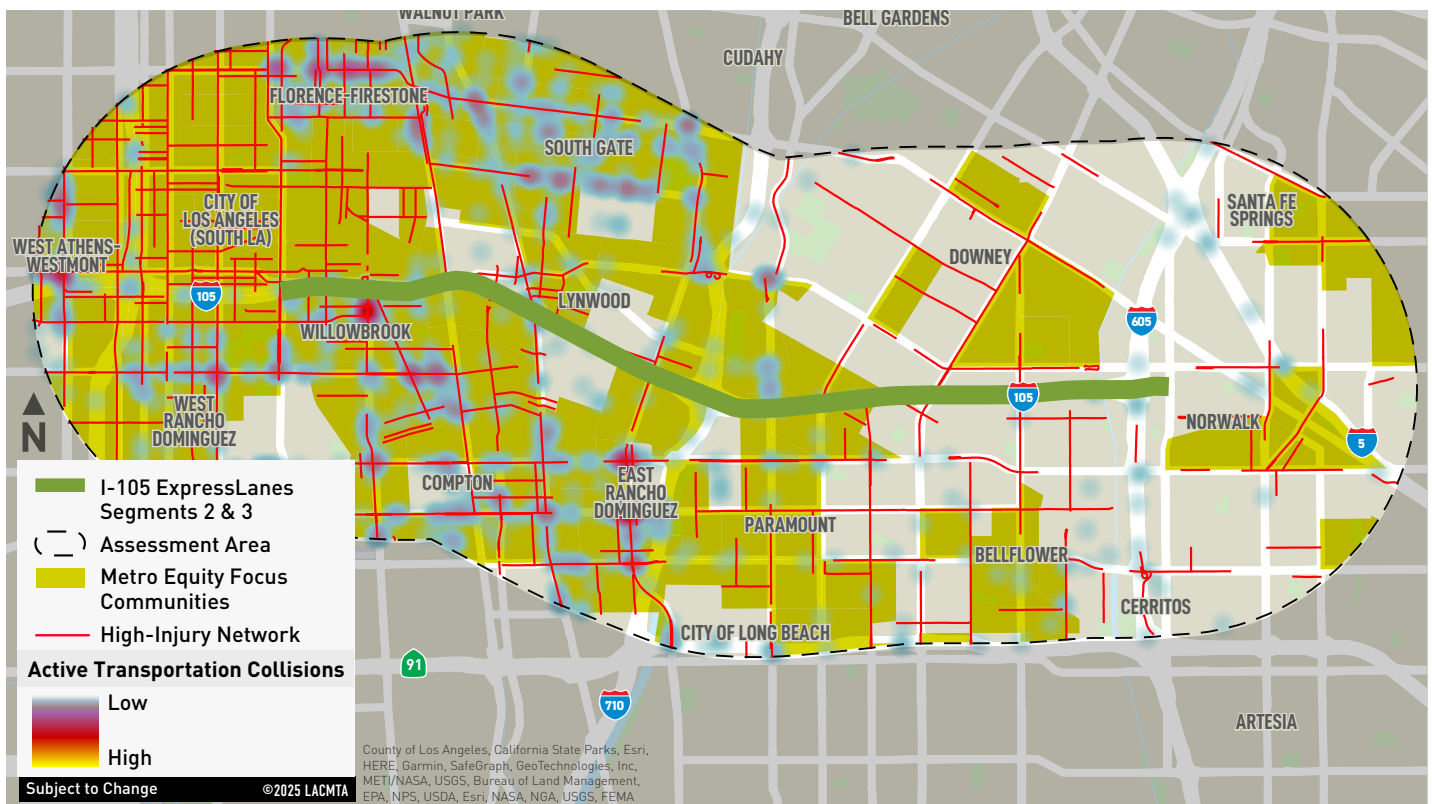 WALNUT PARK
BELL GARDENS
CUDAHY
FLORENCE-FIRESTONE
SOUTH GATE
CITY OF
LOS ANGELES
(SOUTH LA)
SANTA FE
SPRINGS
WEST ATHENS-
WESTMONT
DOWNEY
105
LYNWOOD
605
WILLOWBROOK
105
WEST
RANCHO
DOMINGUEZ
NORWALK
5
N
COMPTON
EAST
RANCHO
DOMINGUEZ
PARAMOUNT
BELLFLOWER
CERRITOS
CITY OF LONG BEACH
91
710
ARTESIA
I-105 ExpressLanes
Segments 2 & 3
Assessment Area
Metro Equity Focus
Communities
High-Injury Network
Active Transportation Collisions
Low
High
Subject to Change ©2025 LACMTA
County of Los Angeles, California State Parks, Esri,
HERE, Garmin, SafeGraph, GeoTechnologies, Inc,
METI/NASA, USGS, Bureau of Land Management,
EPA, NPS, USDA, Esri, NASA, NGA, USGS, FEMA